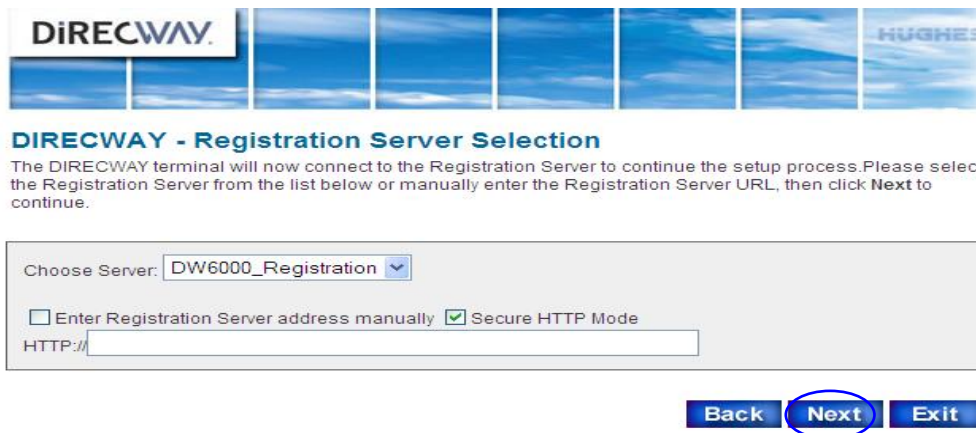 DiRECWAY.
HUGHES
DIRECWAY - Registration Server Selection
The DIRECWAY terminal will now connect to the Registration Server to continue the setup process.Please selec
the Registration Server from the list below or manually enter the Registration Server URL, then click Next to
continue.
Choose Server: DW6000_Registration
Enter Registration Server address manually Secure HTTP Mode
HTTP://
Back Next Exit